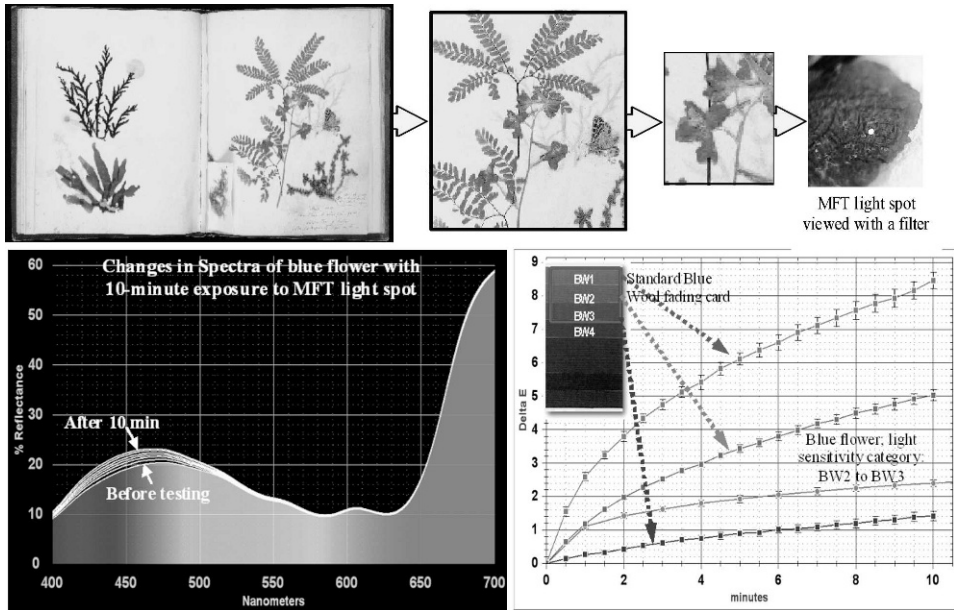 MFT light spot
viewed with a filter
Changes in Spectra of blue flower with
10-minute exposure to MFT light spot
60
50
40
30
20
10
0
% Reflectance
After 10 min
Before testing
400
450
500
550
600
650
700
Nanometers
9
8
7
6
5
4
3
2
1
0
Delta E
BW1
BW2
BW3
BW4
Standard Blue
Wool fading card
Blue flower; light
sensitivity category:
BW2 to BW3
0
2
4
6
8
10
minutes